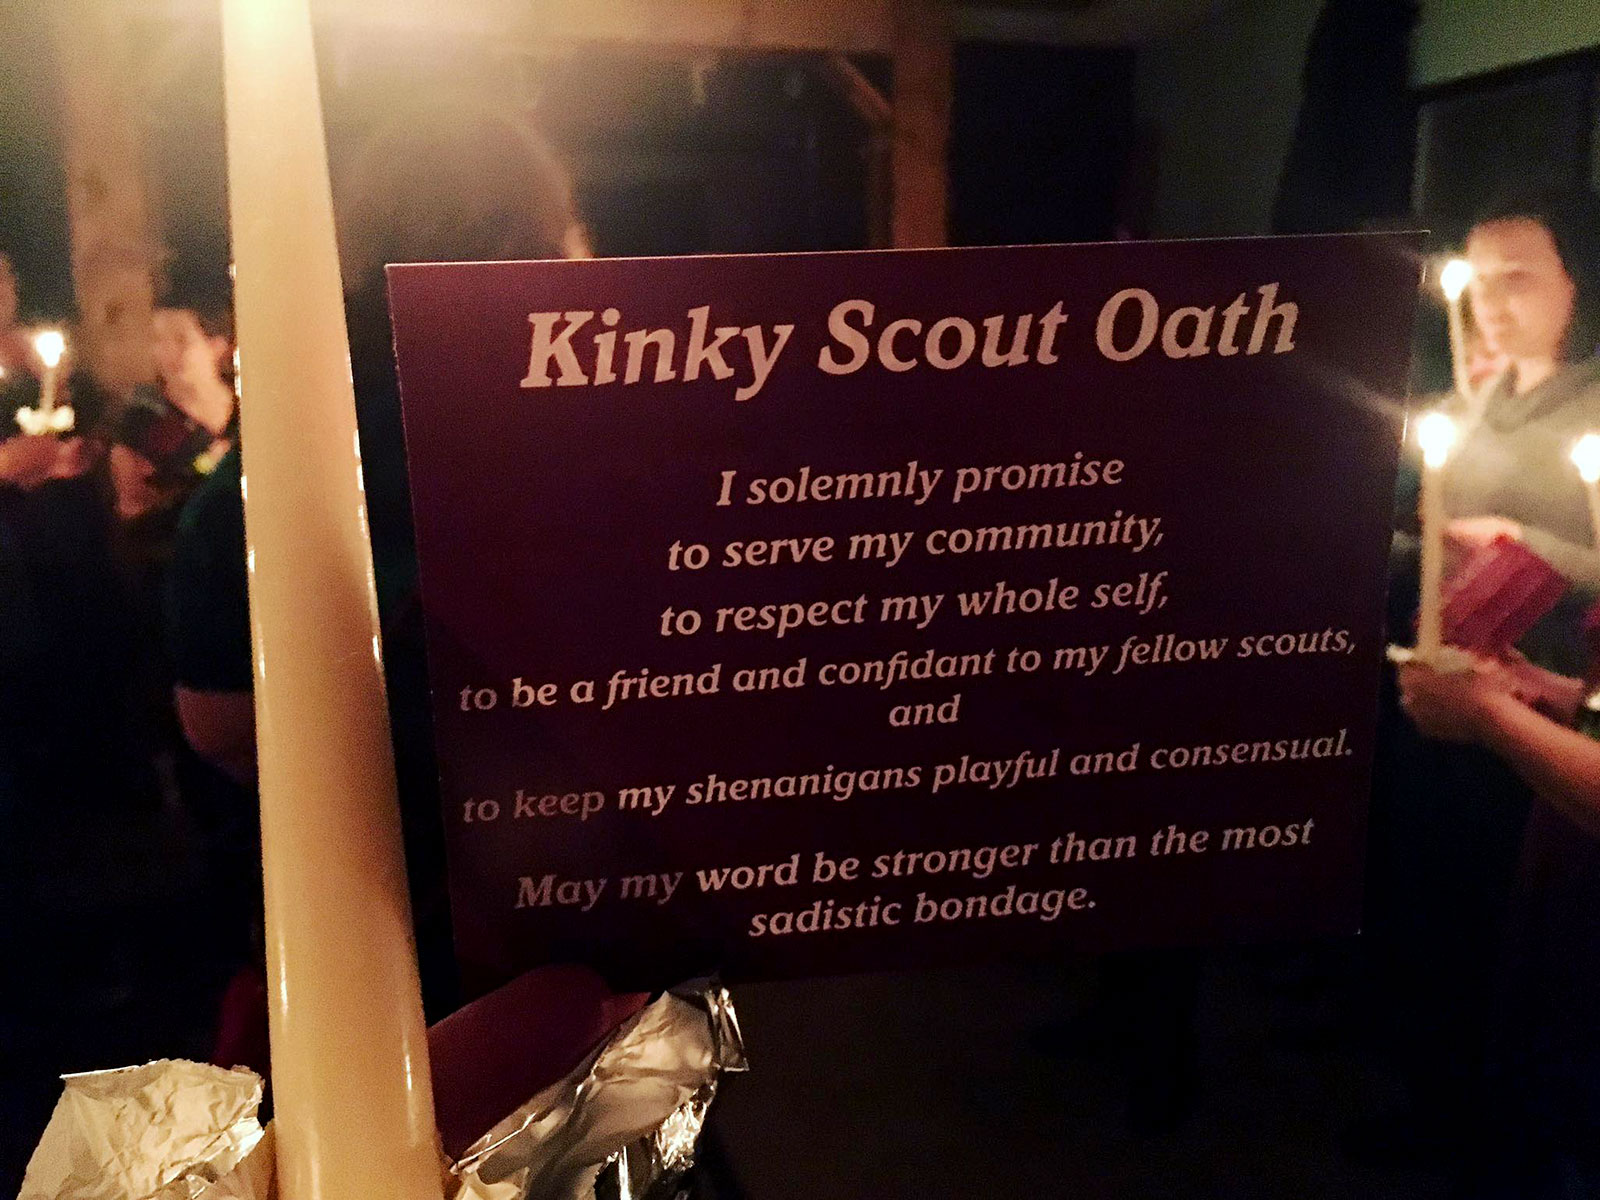 Kinky Scout Oath
I solemnly promise
to serve my community,
to respect my whole self,
to be a friend and confidant to my fellow scouts,
and
to keep my shenanigans playful and consensual.
May my word be stronger than the most
sadistic bondage.